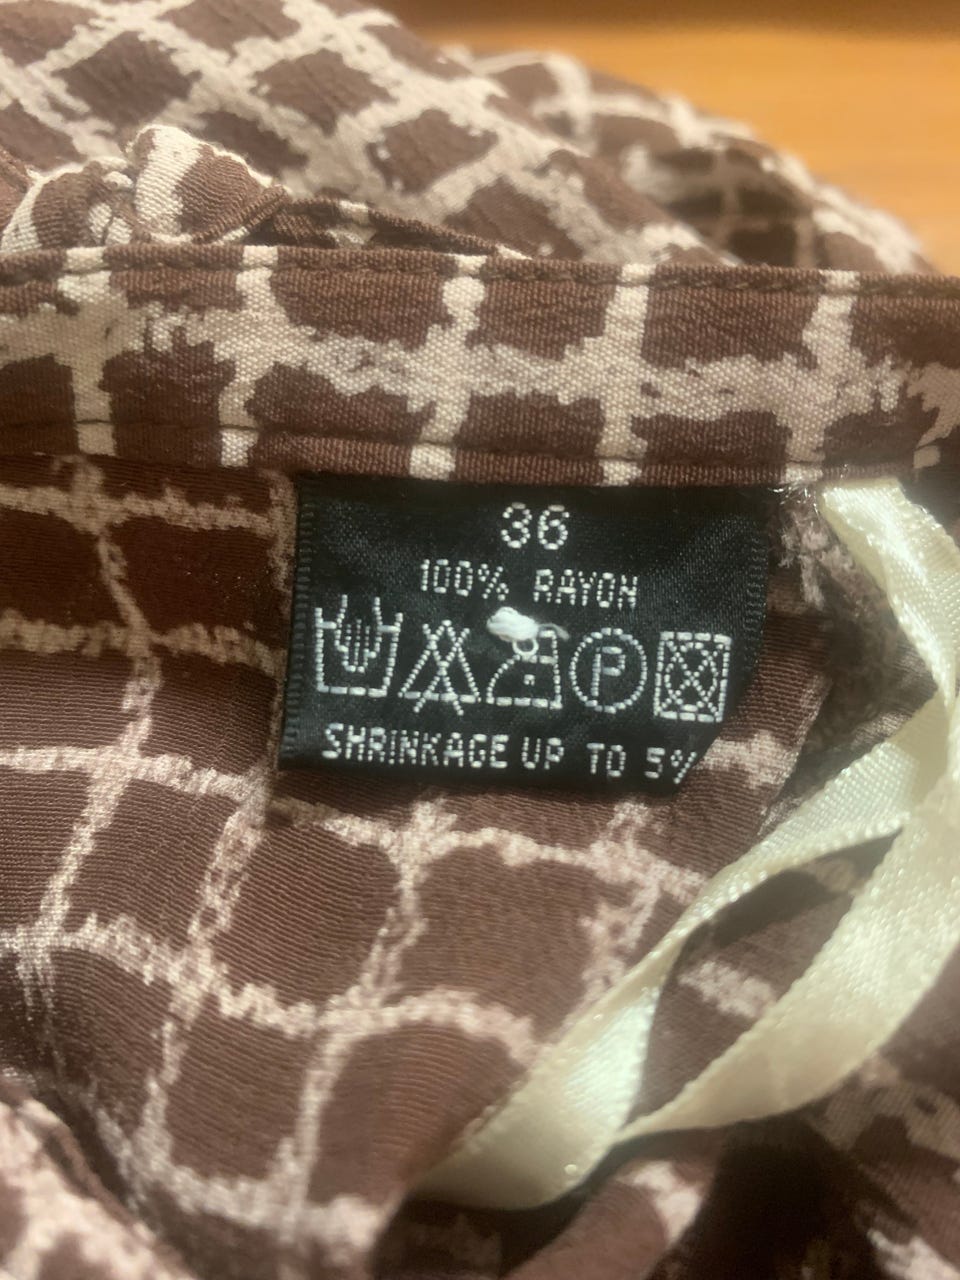 36
100% RAYON
P
SHRINKAGE UP TO 5%